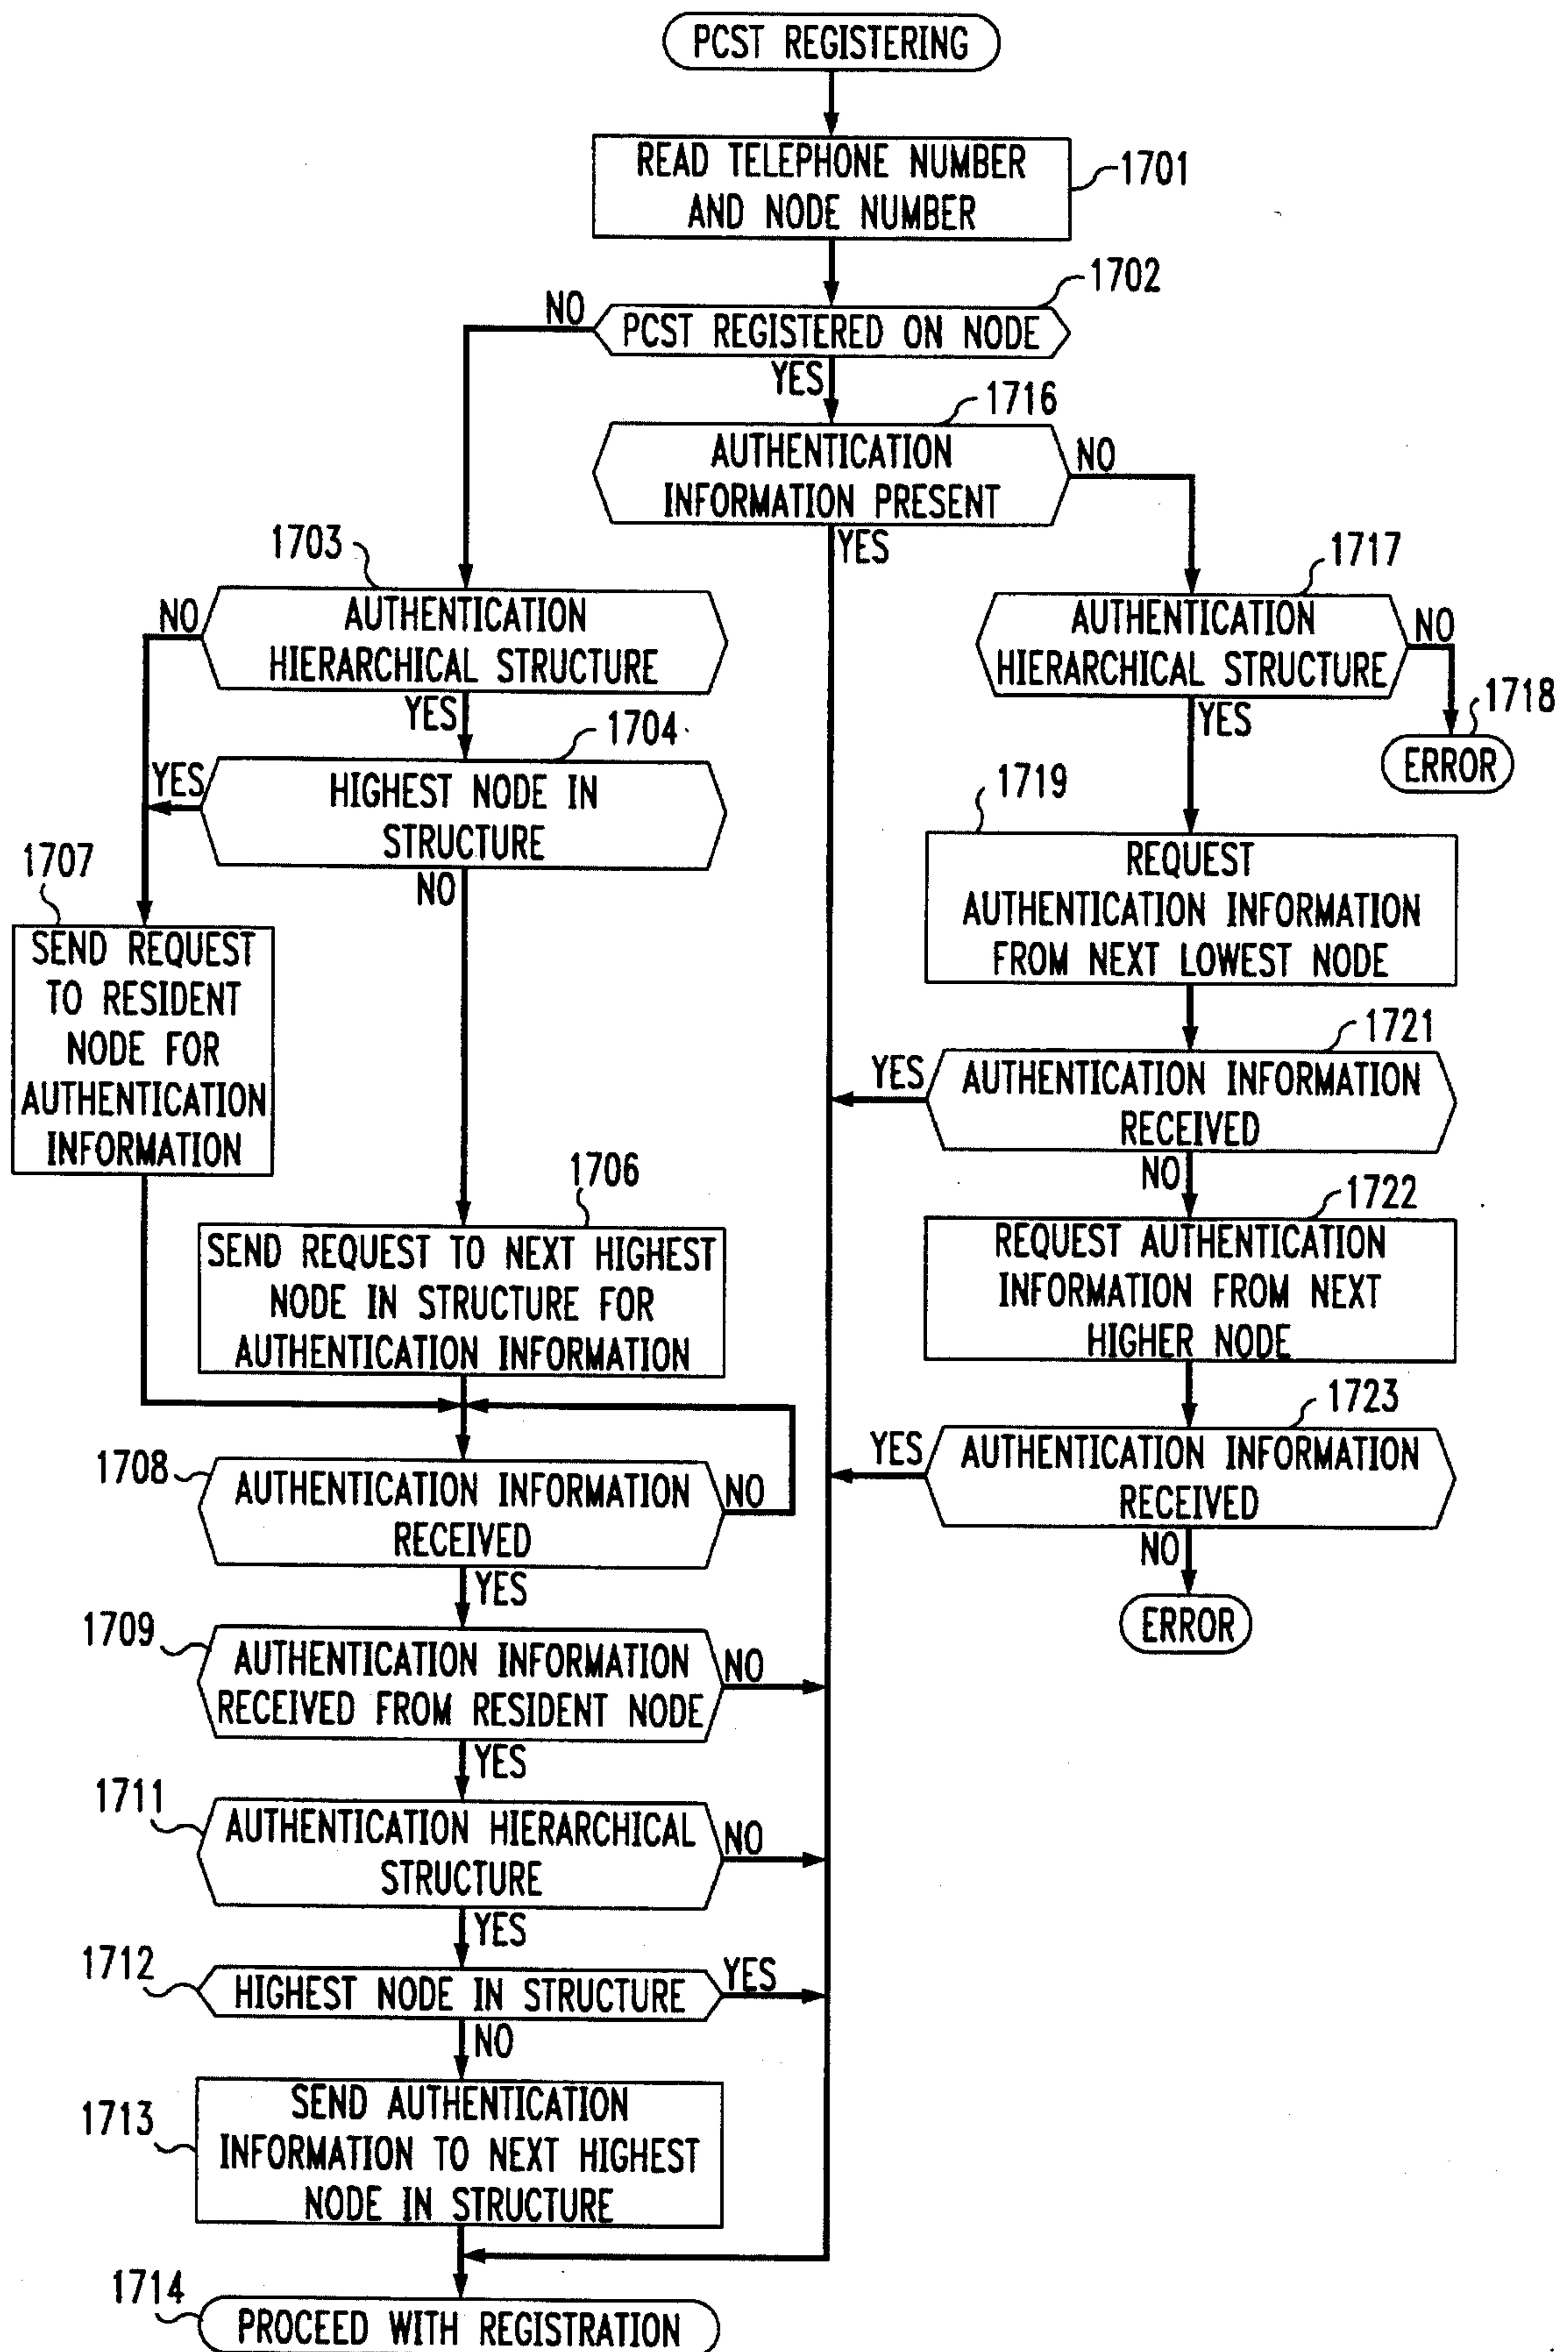 PCST REGISTERING
READ TELEPHONE NUMBER
AND NODE NUMBER
1701
1702
NO
PCST REGISTERED ON NODE
YES
1716
AUTHENTICATION
INFORMATION PRESENT
NO
YES
1703
NO
AUTHENTICATION
HIERARCHICAL STRUCTURE
YES
1717
AUTHENTICATION
HIERARCHICAL STRUCTURE
NO
YES
1718
ERROR
1704
YES
HIGHEST NODE IN
STRUCTURE
NO
1719
REQUEST
AUTHENTICATION INFORMATION
FROM NEXT LOWEST NODE
1707
SEND REQUEST
TO RESIDENT
NODE FOR
AUTHENTICATION
INFORMATION
1721
YES
AUTHENTICATION INFORMATION
RECEIVED
NO
1706
SEND REQUEST TO NEXT HIGHEST
NODE IN STRUCTURE FOR
AUTHENTICATION INFORMATION
1722
REQUEST AUTHENTICATION
INFORMATION FROM NEXT
HIGHER NODE
1723
YES
AUTHENTICATION INFORMATION
RECEIVED
NO
ERROR
1708
AUTHENTICATION INFORMATION
RECEIVED
NO
YES
1709
AUTHENTICATION INFORMATION
RECEIVED FROM RESIDENT NODE
NO
YES
1711
AUTHENTICATION HIERARCHICAL
STRUCTURE
NO
YES
1712
HIGHEST NODE IN STRUCTURE
YES
NO
1713
SEND AUTHENTICATION
INFORMATION TO NEXT HIGHEST
NODE IN STRUCTURE
1714
PROCEED WITH REGISTRATION